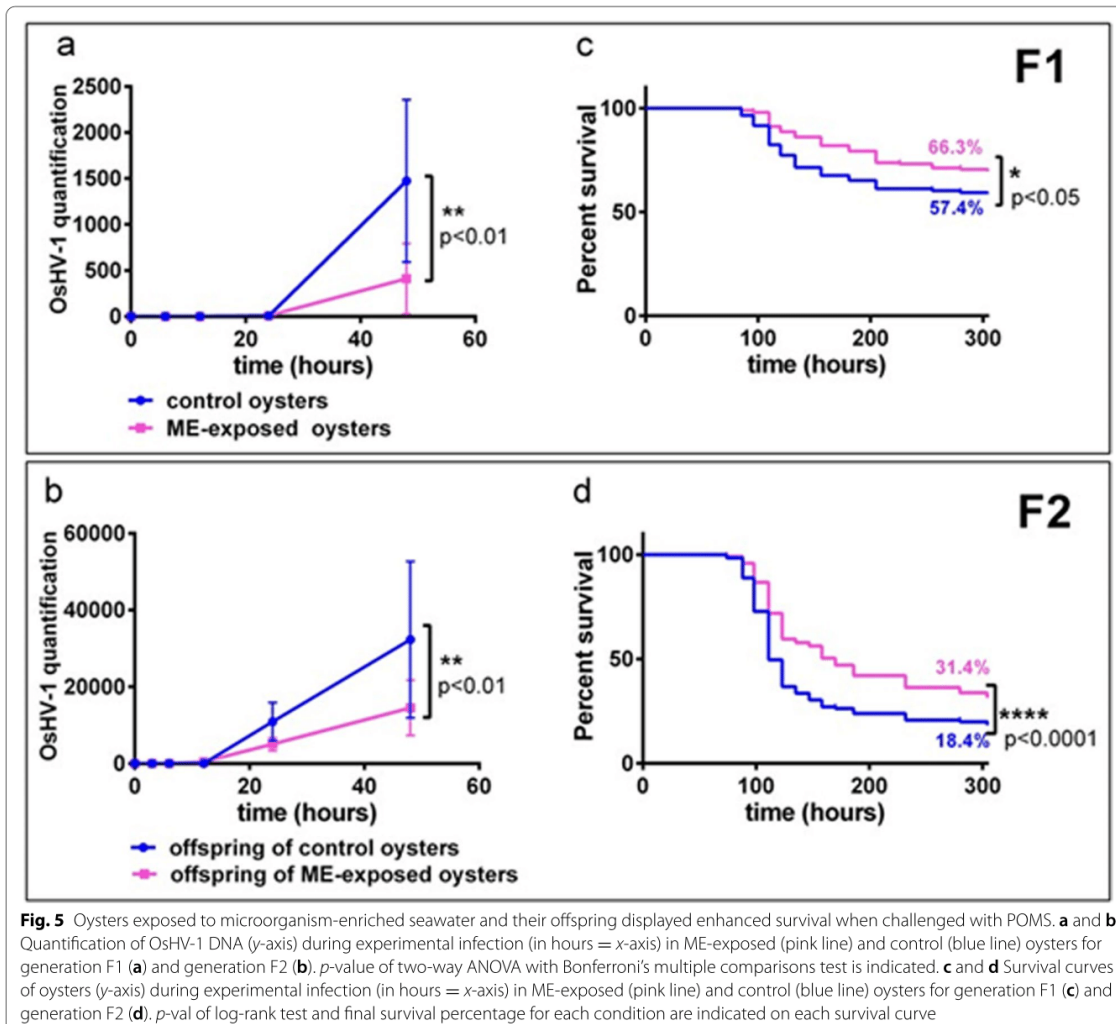 a
c
F1
OsHV-1 quantification
2500
2000
1500
1000
500
0
0 20 40 60
time (hours)
**
p<0.01
control oysters
ME-exposed oysters
Percent survival
100
50
0
0 100 200 300
time (hours)
66.3%
57.4%
*
p<0.05
b
d
F2
OsHV-1 quantification
60000
40000
20000
0
0 20 40 60
time (hours)
**
p<0.01
offspring of control oysters
offspring of ME-exposed oysters
Percent survival
100
50
0
0 100 200 300
time (hours)
31.4%
18.4%
****
p<0.0001
Fig. 5 Oysters exposed to microorganism-enriched seawater and their offspring displayed enhanced survival when challenged with POMS. a and b
Quantification of OsHV-1 DNA (y-axis) during experimental infection (in hours = x-axis) in ME-exposed (pink line) and control (blue line) oysters for
generation F1 (a) and generation F2 (b). p-value of two-way ANOVA with Bonferroni's multiple comparisons test is indicated. c and d Survival curves
of oysters (y-axis) during experimental infection (in hours = x-axis) in ME-exposed (pink line) and control (blue line) oysters for generation F1 (c) and
generation F2 (d). p-val of log-rank test and final survival percentage for each condition are indicated on each survival curve